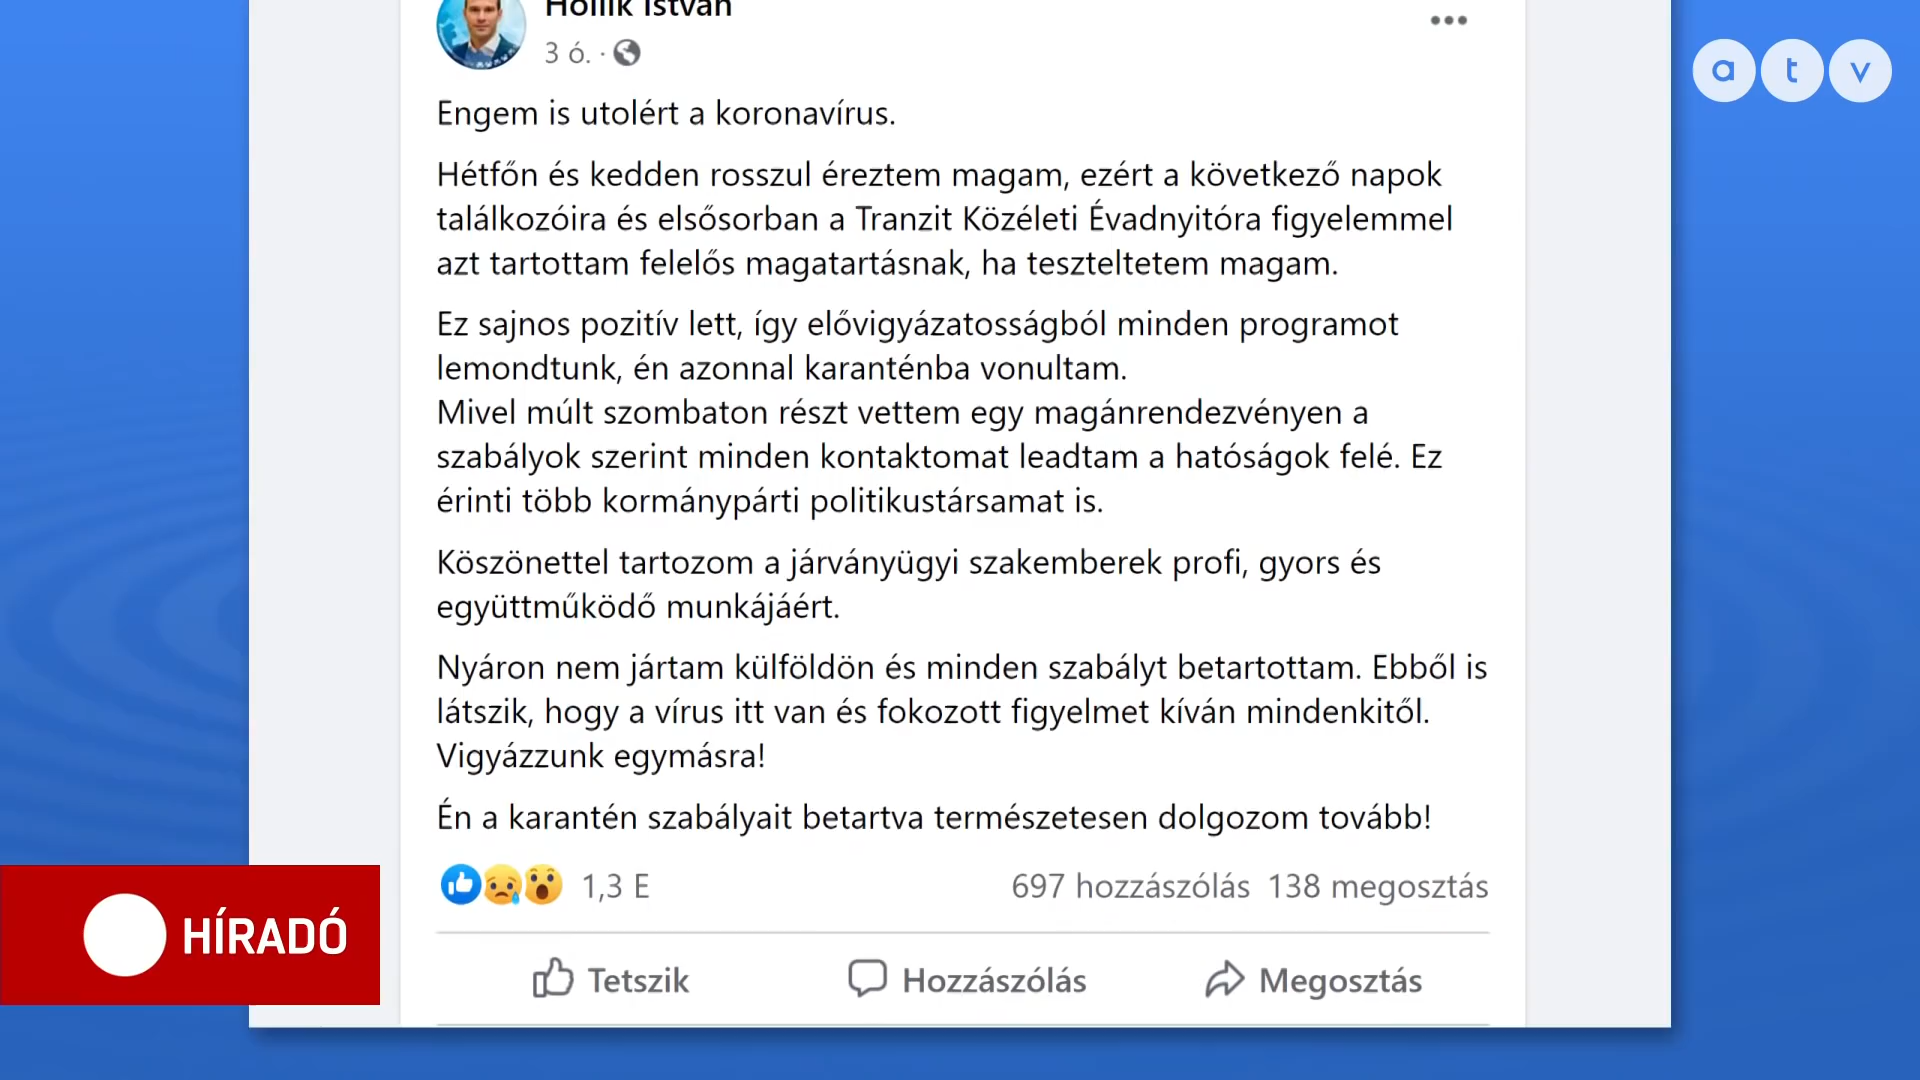 Hollik István
3 ó. ·
a t v
Engem is utolért a koronavírus.
Hétfőn és kedden rosszul éreztem magam, ezért a következő napok
találkozóira és elsősorban a Tranzit Közéleti Évadnyitóra figyelemmel
azt tartottam felelős magatartásnak, ha teszteltetem magam.
Ez sajnos pozitív lett, így elővigyázatosságból minden programot
lemondtunk, én azonnal karanténba vonultam.
Mivel múlt szombaton részt vettem egy magánrendezvényen a
szabályok szerint minden kontaktomat leadtam a hatóságok felé. Ez
érinti több kormánypárti politikustársamat is.
Köszönettel tartozom a járványügyi szakemberek profi, gyors és
együttműködő munkájáért.
Nyáron nem jártam külföldön és minden szabályt betartottam. Ebből is
látszik, hogy a vírus itt van és fokozott figyelmet kíván mindenkitől.
Vigyázzunk egymásra!
Én a karantén szabályait betartva természetesen dolgozom tovább!
1,3 E
697 hozzászólás 138 megosztás
HÍRADÓ
Tetszik
Hozzászólás
Megosztás